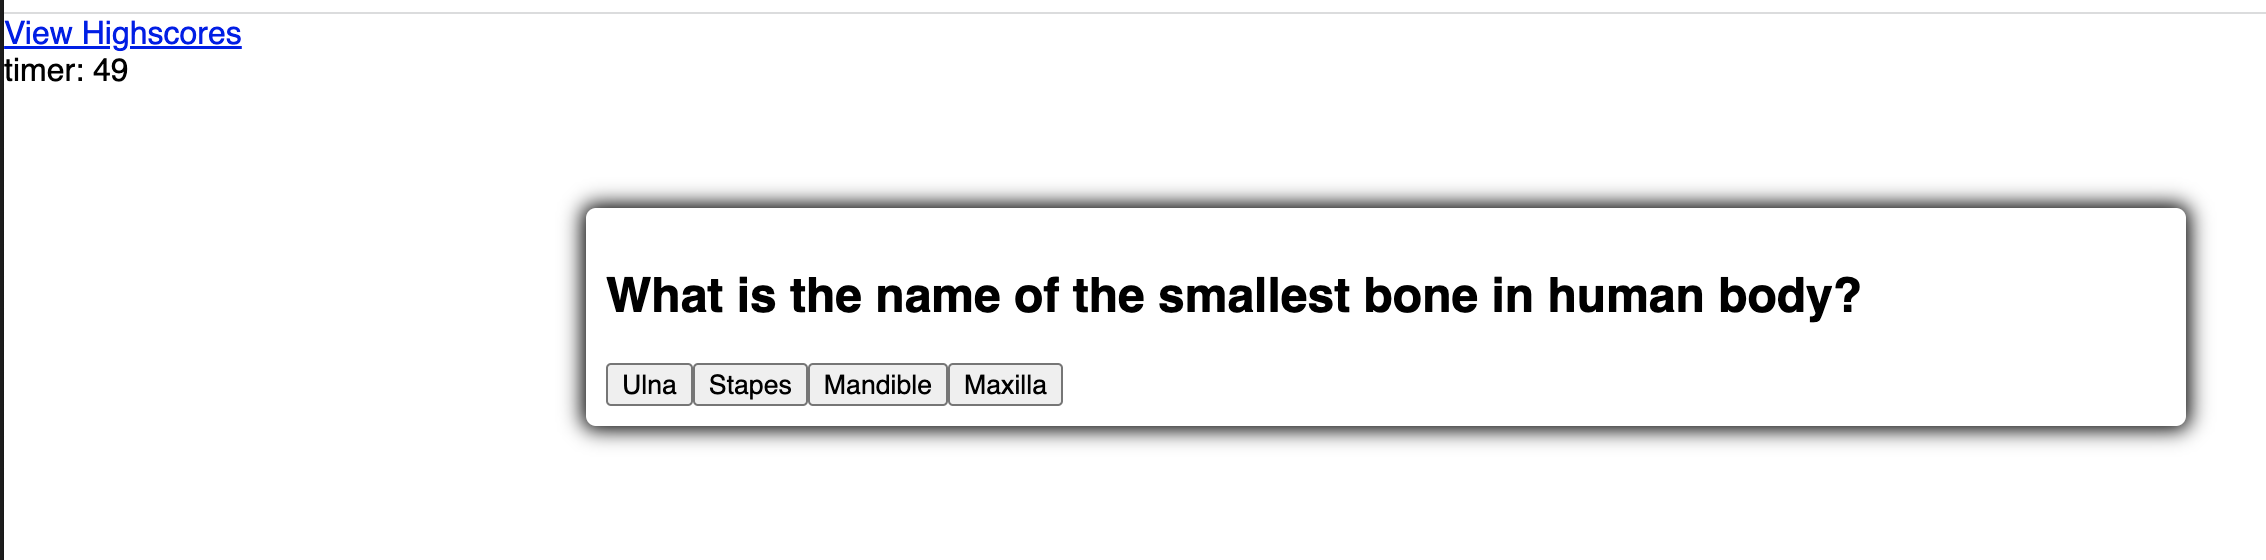 View Highscores
timer: 49
What is the name of the smallest bone in human body?
Ulna Stapes Mandible Maxilla